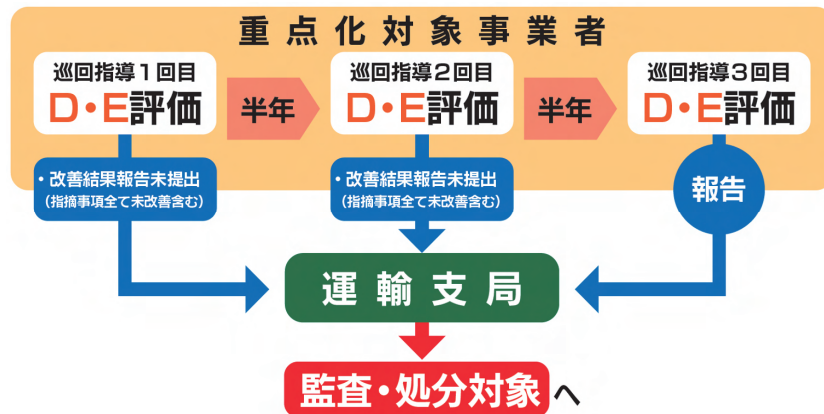 重点化対象事業者
巡回指導1回目
D・E評価
半年
巡回指導2回目
D・E評価
半年
巡回指導3回目
D・E評価
・改善結果報告未提出
（指摘事項全て未改善含む）
・改善結果報告未提出
（指摘事項全て未改善含む）
報告
運輸支局
監査・処分対象へ